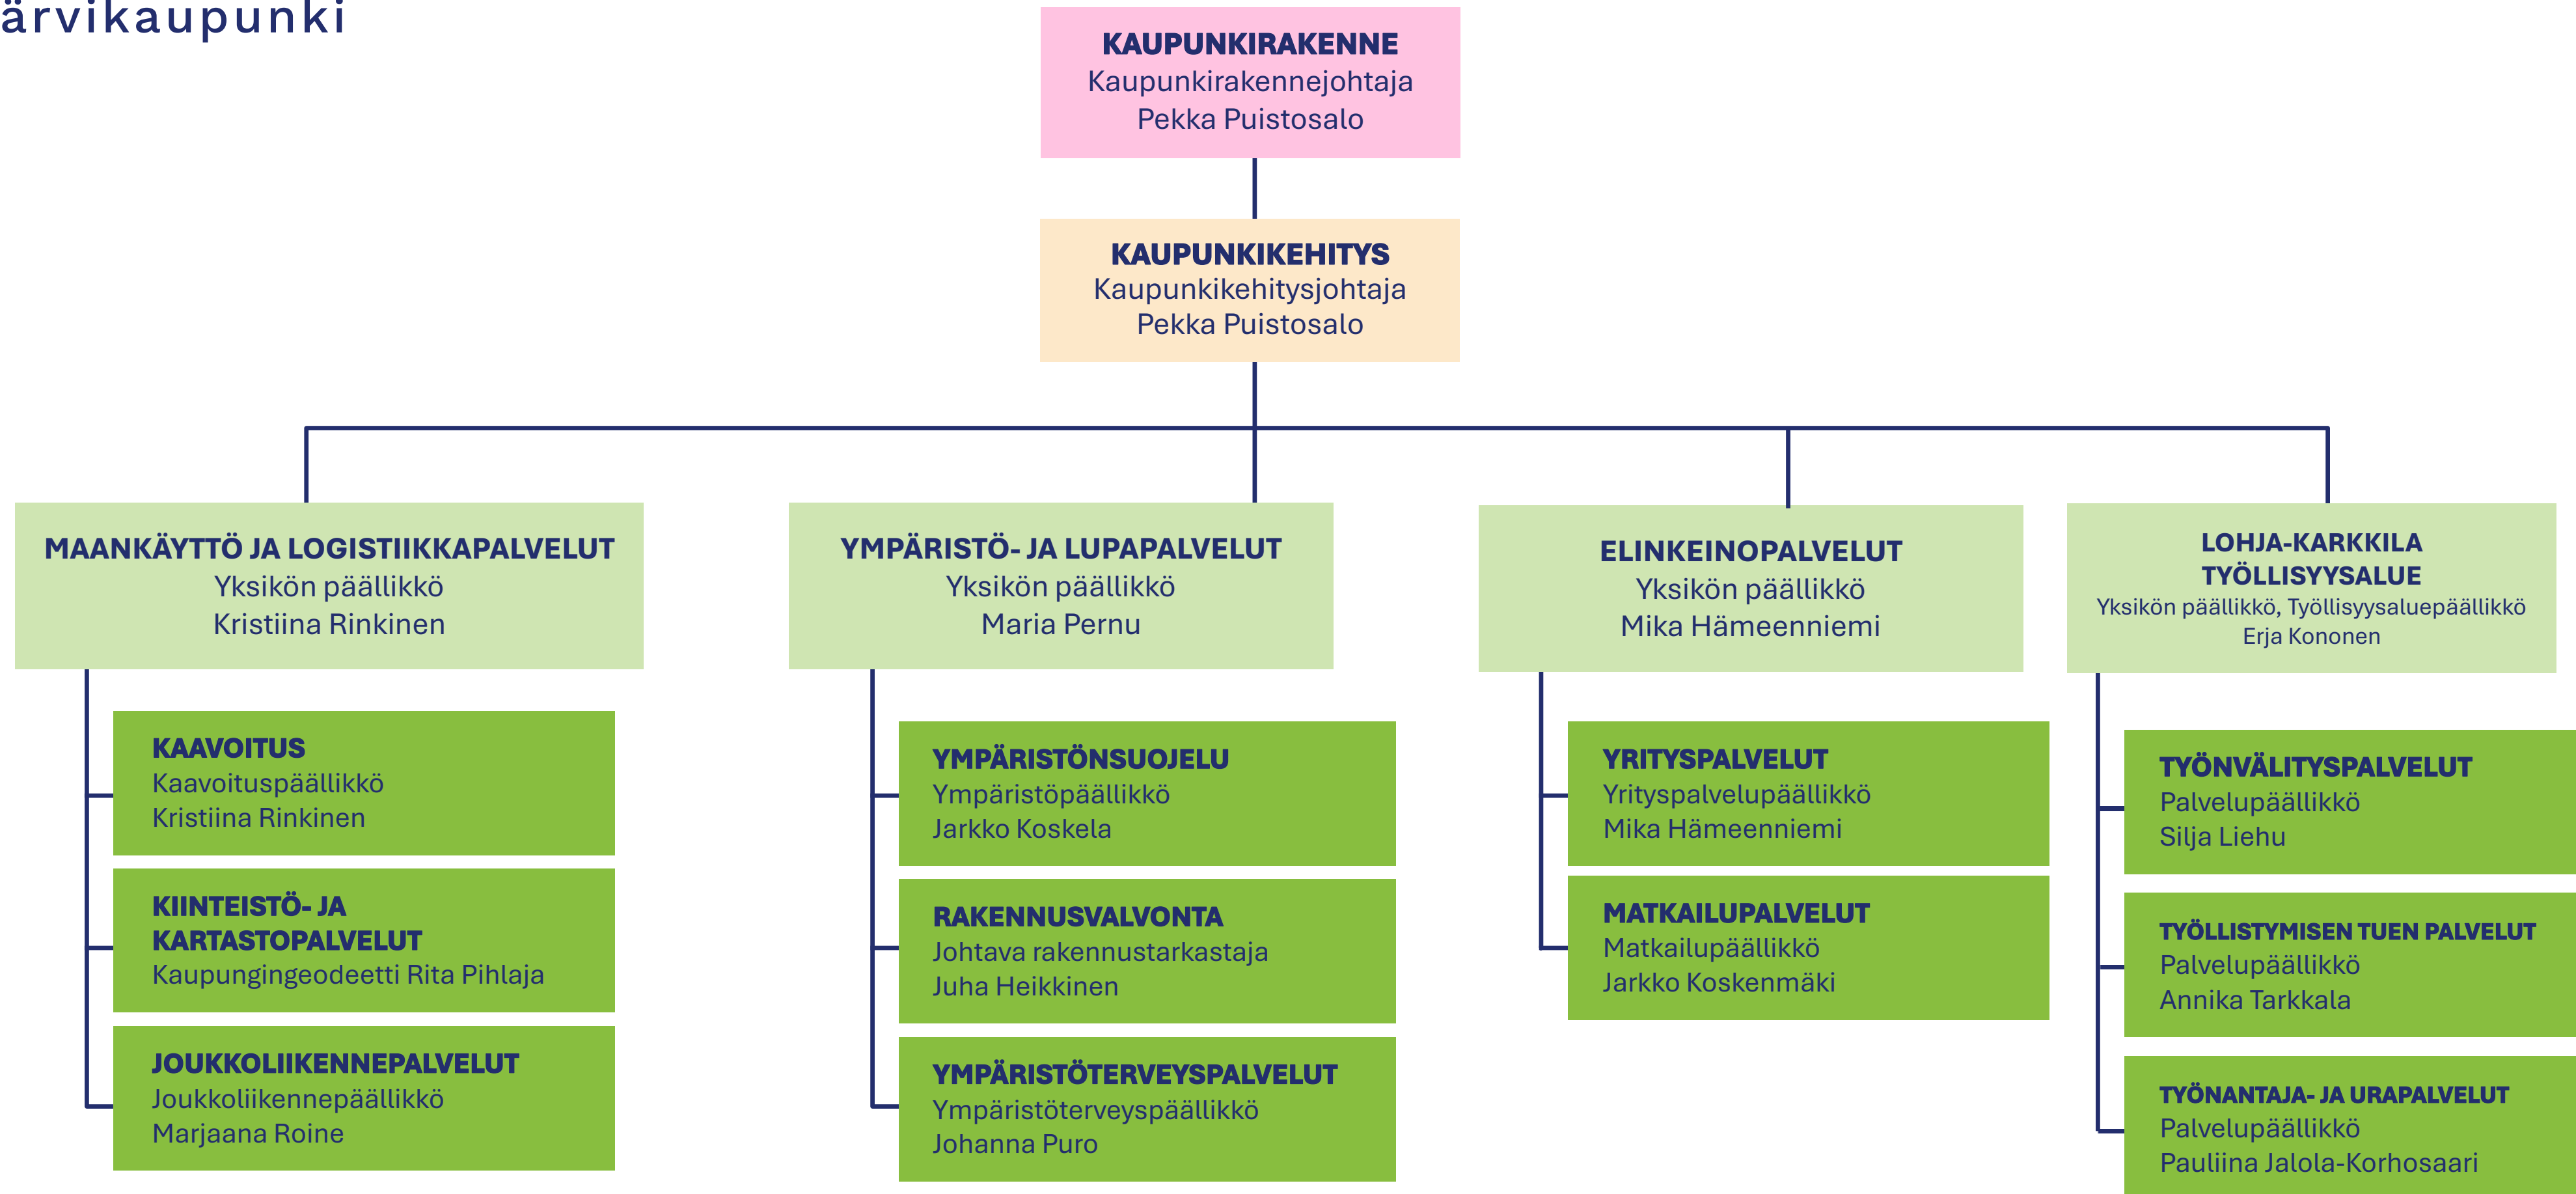 ärvikaupunki
KAUPUNKIRAKENNE
Kaupunkirakennejohtaja
Pekka Puistosalo
KAUPUNKIKEHITYS
Kaupunkikehitysjohtaja
Pekka Puistosalo
MAANKÄYTTÖ JA LOGISTIIKKAPALVELUT
Yksikön päällikkö
Kristiina Rinkinen
KAAVOITUS
Kaavoituspäällikkö
Kristiina Rinkinen
KIINTEISTÖ- JA
KARTASTOPALVELUT
Kaupungingeodeetti Rita Pihlaja
JOUKKOLIIKENNEPALVELUT
Joukkoliikennepäällikkö
Marjaana Roine
YMPÄRISTÖ- JA LUPAPALVELUT
Yksikön päällikkö
Maria Pernu
YMPÄRISTÖNSUOJELU
Ympäristöpäällikkö
Jarkko Koskela
RAKENNUSVALVONTA
Johtava rakennustarkastaja
Juha Heikkinen
YMPÄRISTÖTERVEYSPALVELUT
Ympäristöterveyspäällikkö
Johanna Puro
ELINKEINOPALVELUT
Yksikön päällikkö
Mika Hämeenniemi
YRITYSPALVELUT
Yrityspalvelupäällikkö
Mika Hämeenniemi
MATKAILUPALVELUT
Matkailupäällikkö
Jarkko Koskenmäki
LOHJA-KARKKILA
TYÖLLISYYSALUE
Yksikön päällikkö, Työllisyysaluepäällikkö
Erja Kononen
TYÖNVÄLITYSPALVELUT
Palvelupäällikkö
Silja Liehu
TYÖLLISTYMISEN TUEN PALVELUT
Palvelupäällikkö
Annika Tarkkala
TYÖNANTAJA- JA URAPALVELUT
Palvelupäällikkö
Pauliina Jalola-Korhosaari